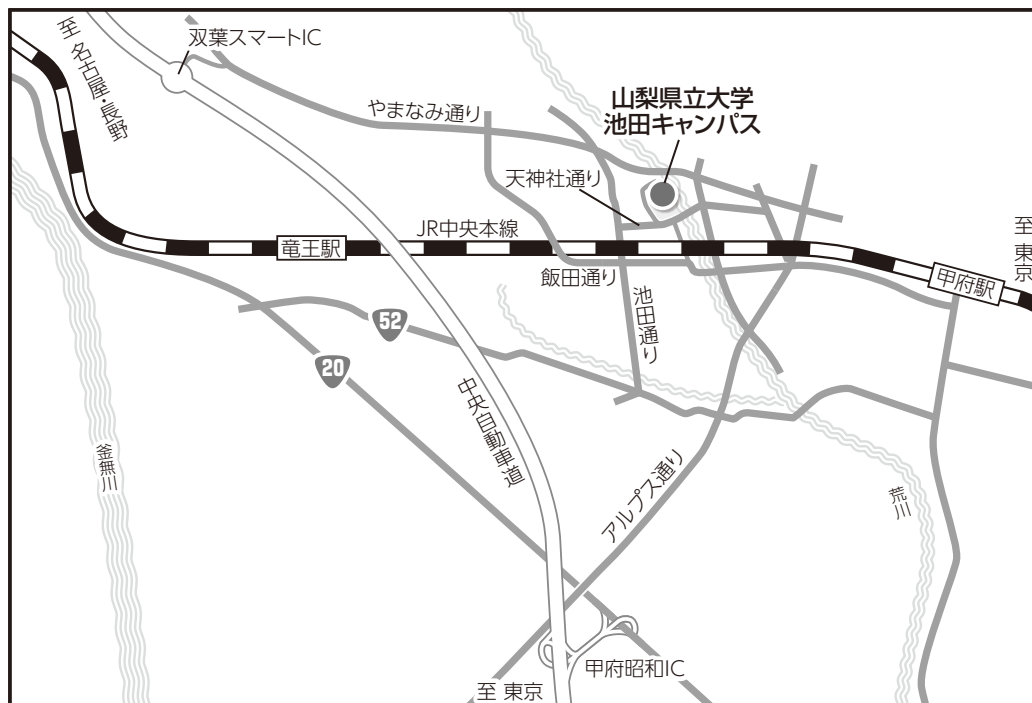 至 名古屋・長野
双葉スマートIC
やまなみ通り
山梨県立大学
池田キャンパス
天神社通り
JR中央本線
竜王駅
飯田通り
池田通り
甲府駅
至 東京
52
20
中央自動車道
釜無川
アルプス通り
荒川
甲府昭和IC
至 東京